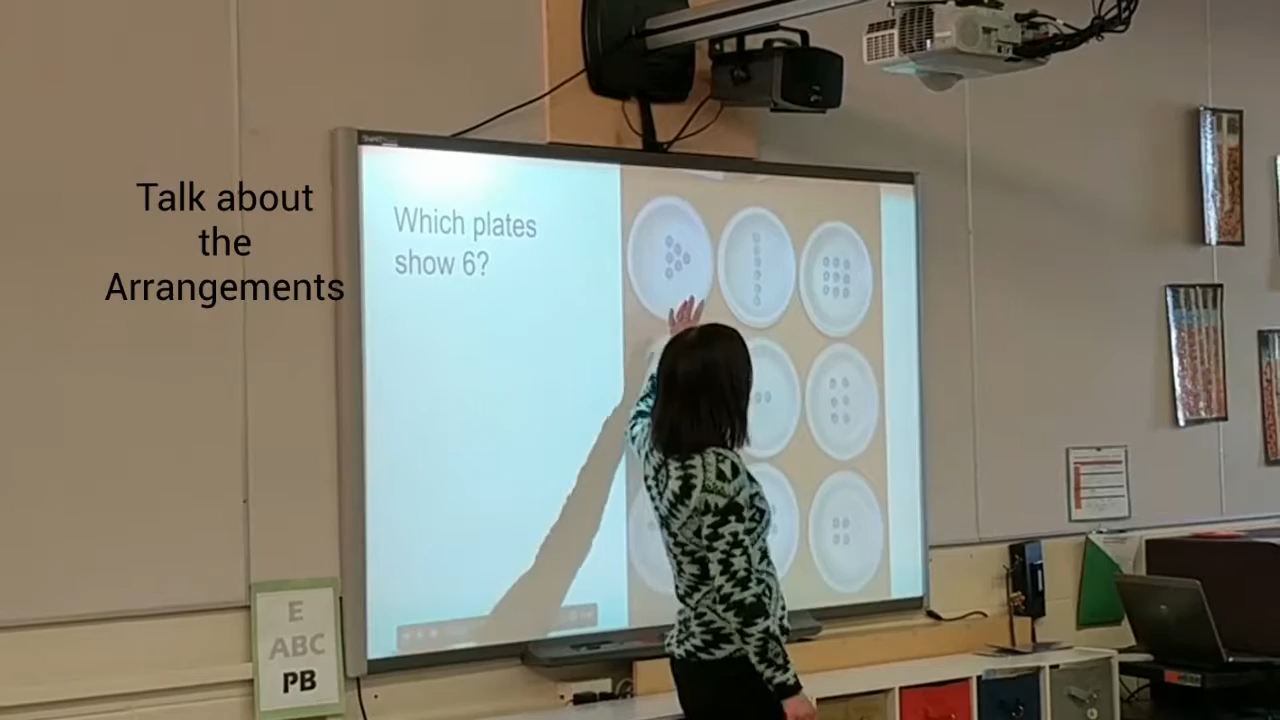 Talk about
the
Arrangements
Which plates
show 6?
E
ABC
PB